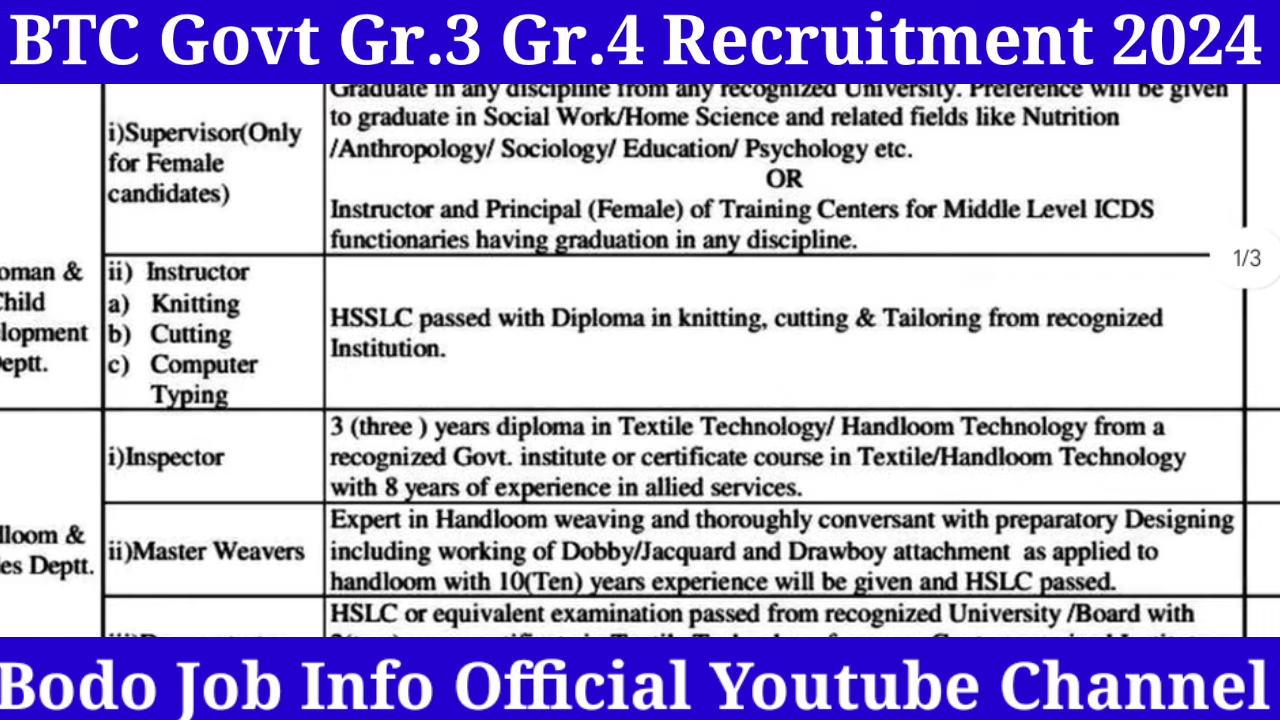 BTC Govt Gr.3 Gr.4 Recruitment 2024
Graduate in any discipline from any recognized University. Preference will be given
to graduate in Social Work/Home Science and related fields like Nutrition
/Anthropology/ Sociology/ Education/ Psychology etc.
OR
Instructor and Principal (Female) of Training Centers for Middle Level ICDS
functionaries having graduation in any discipline.
i)Supervisor(Only
for Female
candidates)
1/3
oman &
Child
lopment
eptt.
ii) Instructor
a) Knitting
b) Cutting
c) Computer
Typing
HSSLC passed with Diploma in knitting, cutting & Tailoring from recognized
Institution.
i)Inspector
3 (three ) years diploma in Textile Technology/ Handloom Technology from a
recognized Govt. institute or certificate course in Textile/Handloom Technology
with 8 years of experience in allied services.
lloom &
es Deptt.
ii)Master Weavers
Expert in Handloom weaving and thoroughly conversant with preparatory Designing
including working of Dobby/Jacquard and Drawboy attachment as applied to
handloom with 10(Ten) years experience will be given and HSLC passed.
HSLC or equivalent examination passed from recognized University /Board with
Bodo Job Info Official Youtube Channel